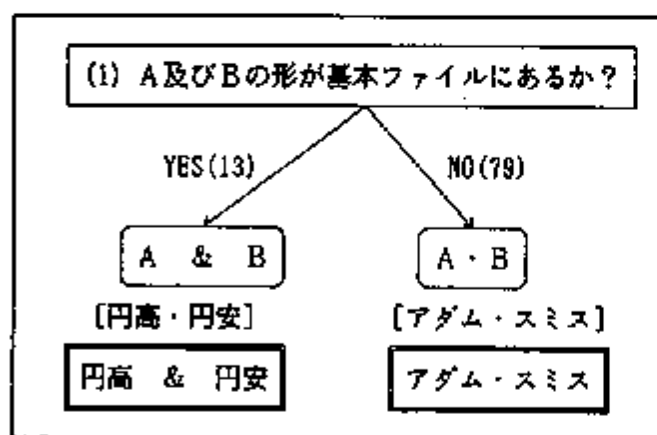 (1) A及びBの形が基本ファイルにあるか？
YES(13) NO(79)
A & B A・B
[円高・円安] [アダム・スミス]
円高 & 円安 アダム・スミス